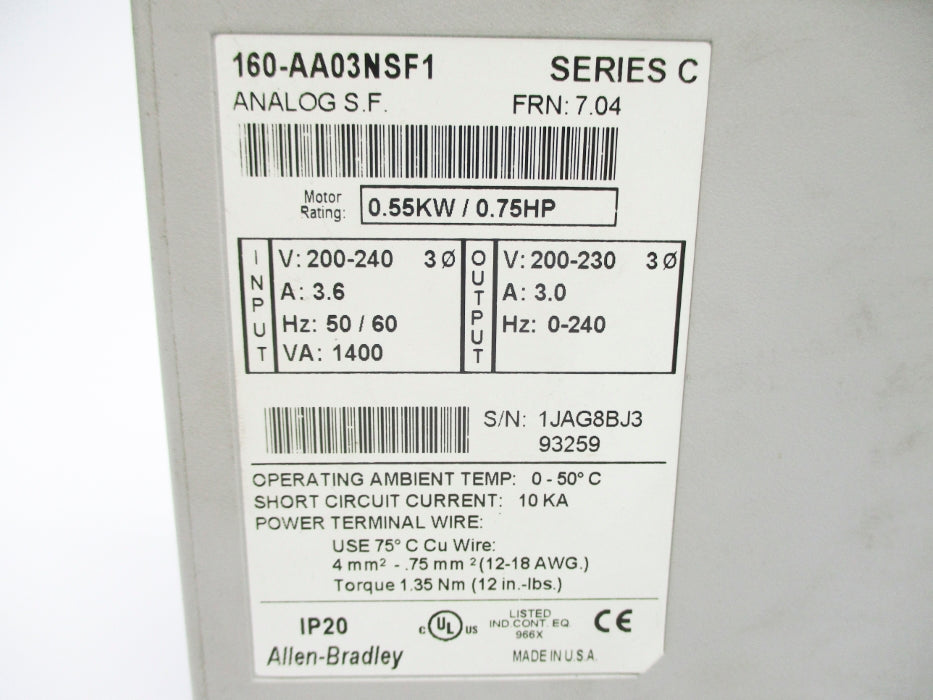 160-AA03NSF1 SERIES C
ANALOG S.F. FRN: 7.04
Motor
Rating: 0.55KW / 0.75HP
INPUT
V: 200-240 3Ø
A: 3.6
Hz: 50 / 60
VA: 1400
OUTPUT
V: 200-230 3Ø
A: 3.0
Hz: 0-240
S/N: 1JAG8BJ3
93259
OPERATING AMBIENT TEMP: 0 - 50° C
SHORT CIRCUIT CURRENT: 10 KA
POWER TERMINAL WIRE:
USE 75° C Cu Wire:
4 mm² - .75 mm ² (12-18 AWG.)
Torque 1.35 Nm (12 in.-lbs.)
IP20
Allen-Bradley
C UL US
LISTED
IND.CONT. EQ.
966X
CE
MADE IN U.S.A.